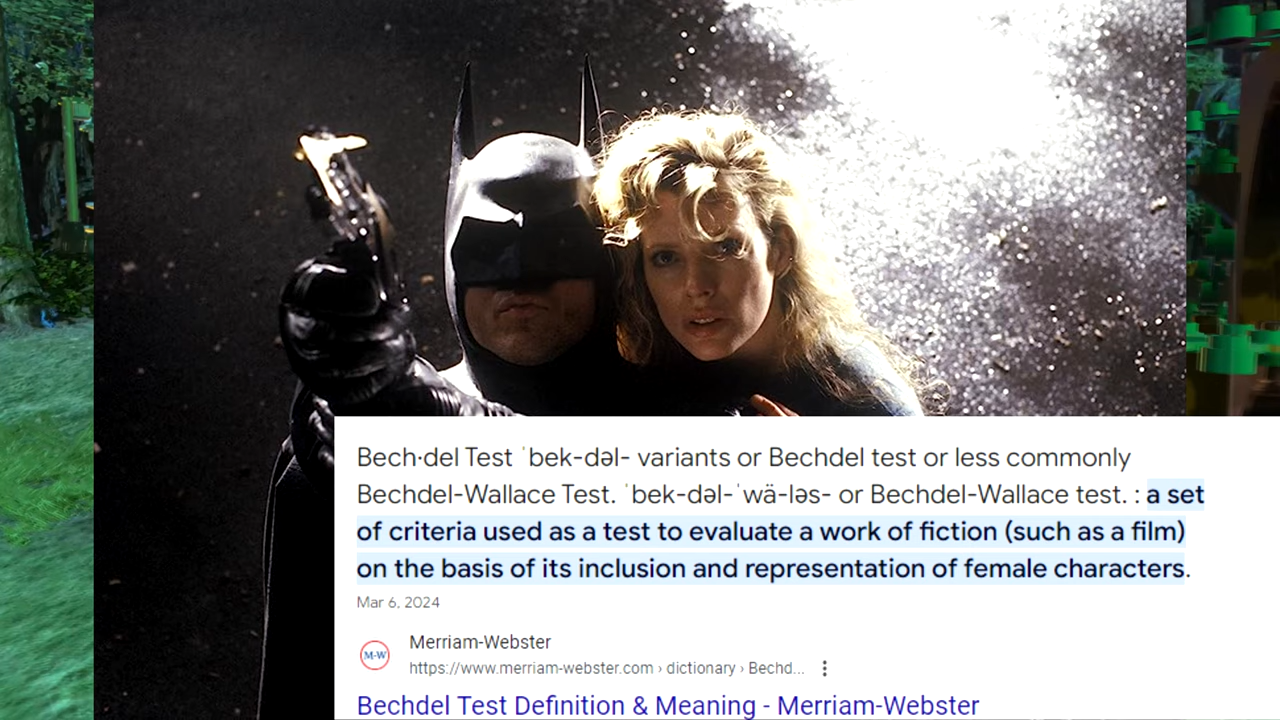 Bech·del Test ˈbek-dəl- variants or Bechdel test or less commonly
Bechdel-Wallace Test. ˈbek-dəl-ˈwä-ləs- or Bechdel-Wallace test. : a set
of criteria used as a test to evaluate a work of fiction (such as a film)
on the basis of its inclusion and representation of female characters.
Mar 6, 2024
M-W
Merriam-Webster
https://www.merriam-webster.com › dictionary › Bechd...
Bechdel Test Definition & Meaning - Merriam-Webster